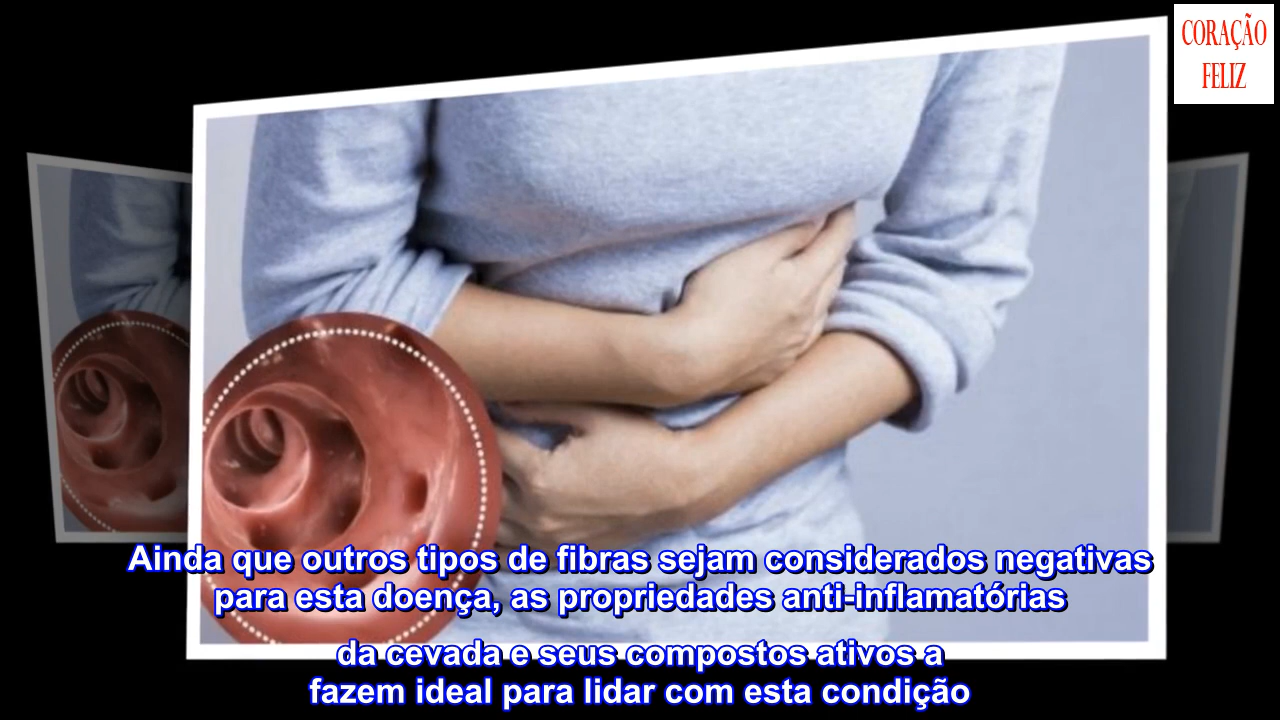 CORAÇÃO
FELIZ
Ainda que outros tipos de fibras sejam considerados negativas
para esta doença, as propriedades anti-inflamatórias
da cevada e seus compostos ativos a
fazem ideal para lidar com esta condição